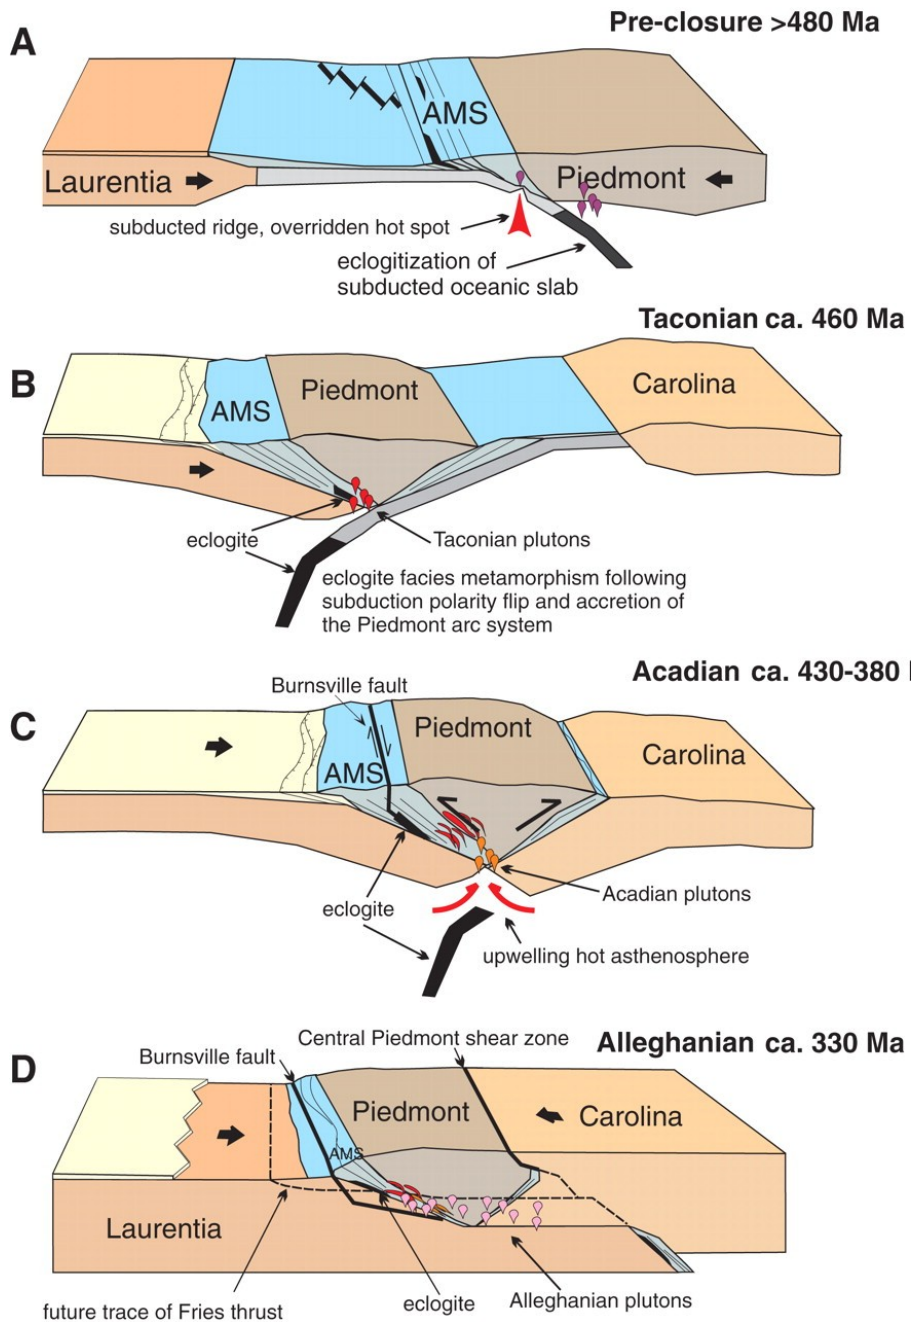 A
Pre-closure >480 Ma
AMS
Laurentia
Piedmont
subducted ridge, overridden hot spot
eclogitization of
subducted oceanic slab
Taconian ca. 460 Ma
B
Piedmont
Carolina
AMS
eclogite
Taconian plutons
eclogite facies metamorphism following
subduction polarity flip and accretion of
the Piedmont arc system
Acadian ca. 430-380
Burnsville fault
C
Piedmont
Carolina
AMS
Acadian plutons
eclogite
upwelling hot asthenosphere
Central Piedmont shear zone
Alleghanian ca. 330 Ma
Burnsville fault
D
Piedmont
Carolina
AMS
Laurentia
eclogite
Alleghanian plutons
future trace of Fries thrust